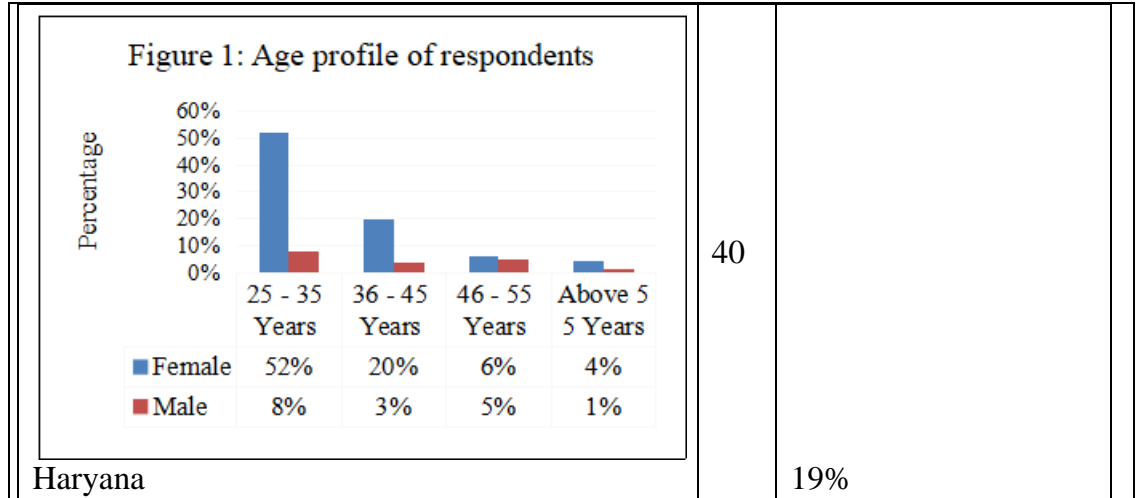 Figure 1: Age profile of respondents
Percentage
60%
50%
40%
30%
20%
10%
0%
25 - 35 Years
36 - 45 Years
46 - 55 Years
Above 5 5 Years
Female 52% 20% 6% 4%
Male 8% 3% 5% 1%
40
Haryana 19%